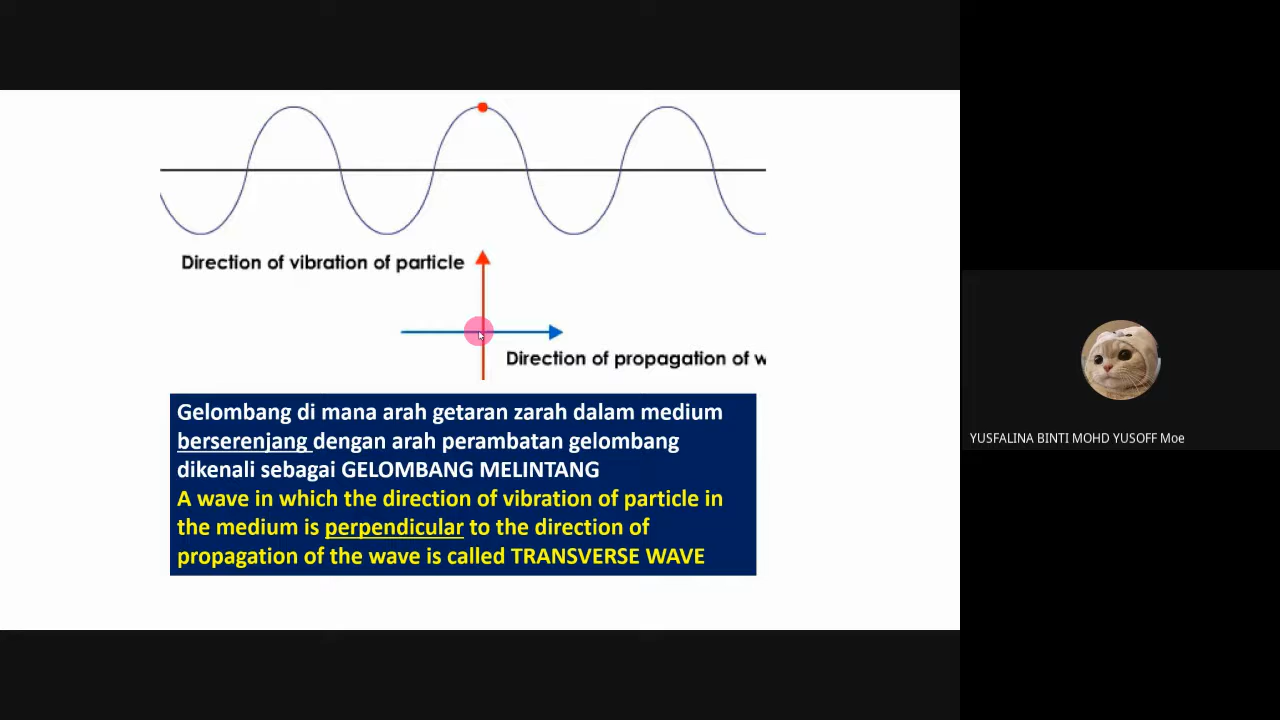 Direction of vibration of particle
Direction of propagation of w
Gelombang di mana arah getaran zarah dalam medium
berserenjang dengan arah perambatan gelombang
dikenali sebagai GELOMBANG MELINTANG
A wave in which the direction of vibration of particle in
the medium is perpendicular to the direction of
propagation of the wave is called TRANSVERSE WAVE
YUSFALINA BINTI MOHD YUSOFF Moe